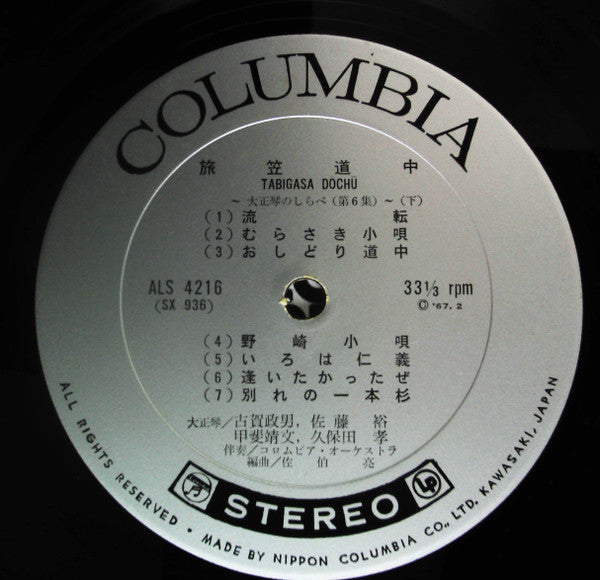 COLUMBIA
旅笠道中
TABIGASA DOCHŪ
～大正琴のしらべ（第6集）～（下）
(1) 流転
(2) むらさき小唄
(3) おしどり道中
ALS 4216
(SX 936)
33⅓ rpm
© '67. 2
(4) 野崎小唄
(5) いろは仁義
(6) 逢いたかったぜ
(7) 別れの一本杉
大正琴／古賀政男, 佐藤 裕
甲斐靖文, 久保田 孝
伴奏／コロムビア・オーケストラ
編曲／佐伯 亮
STEREO
LP
ALL RIGHTS RESERVED • MADE BY NIPPON COLUMBIA CO., LTD. KAWASAKI, JAPAN